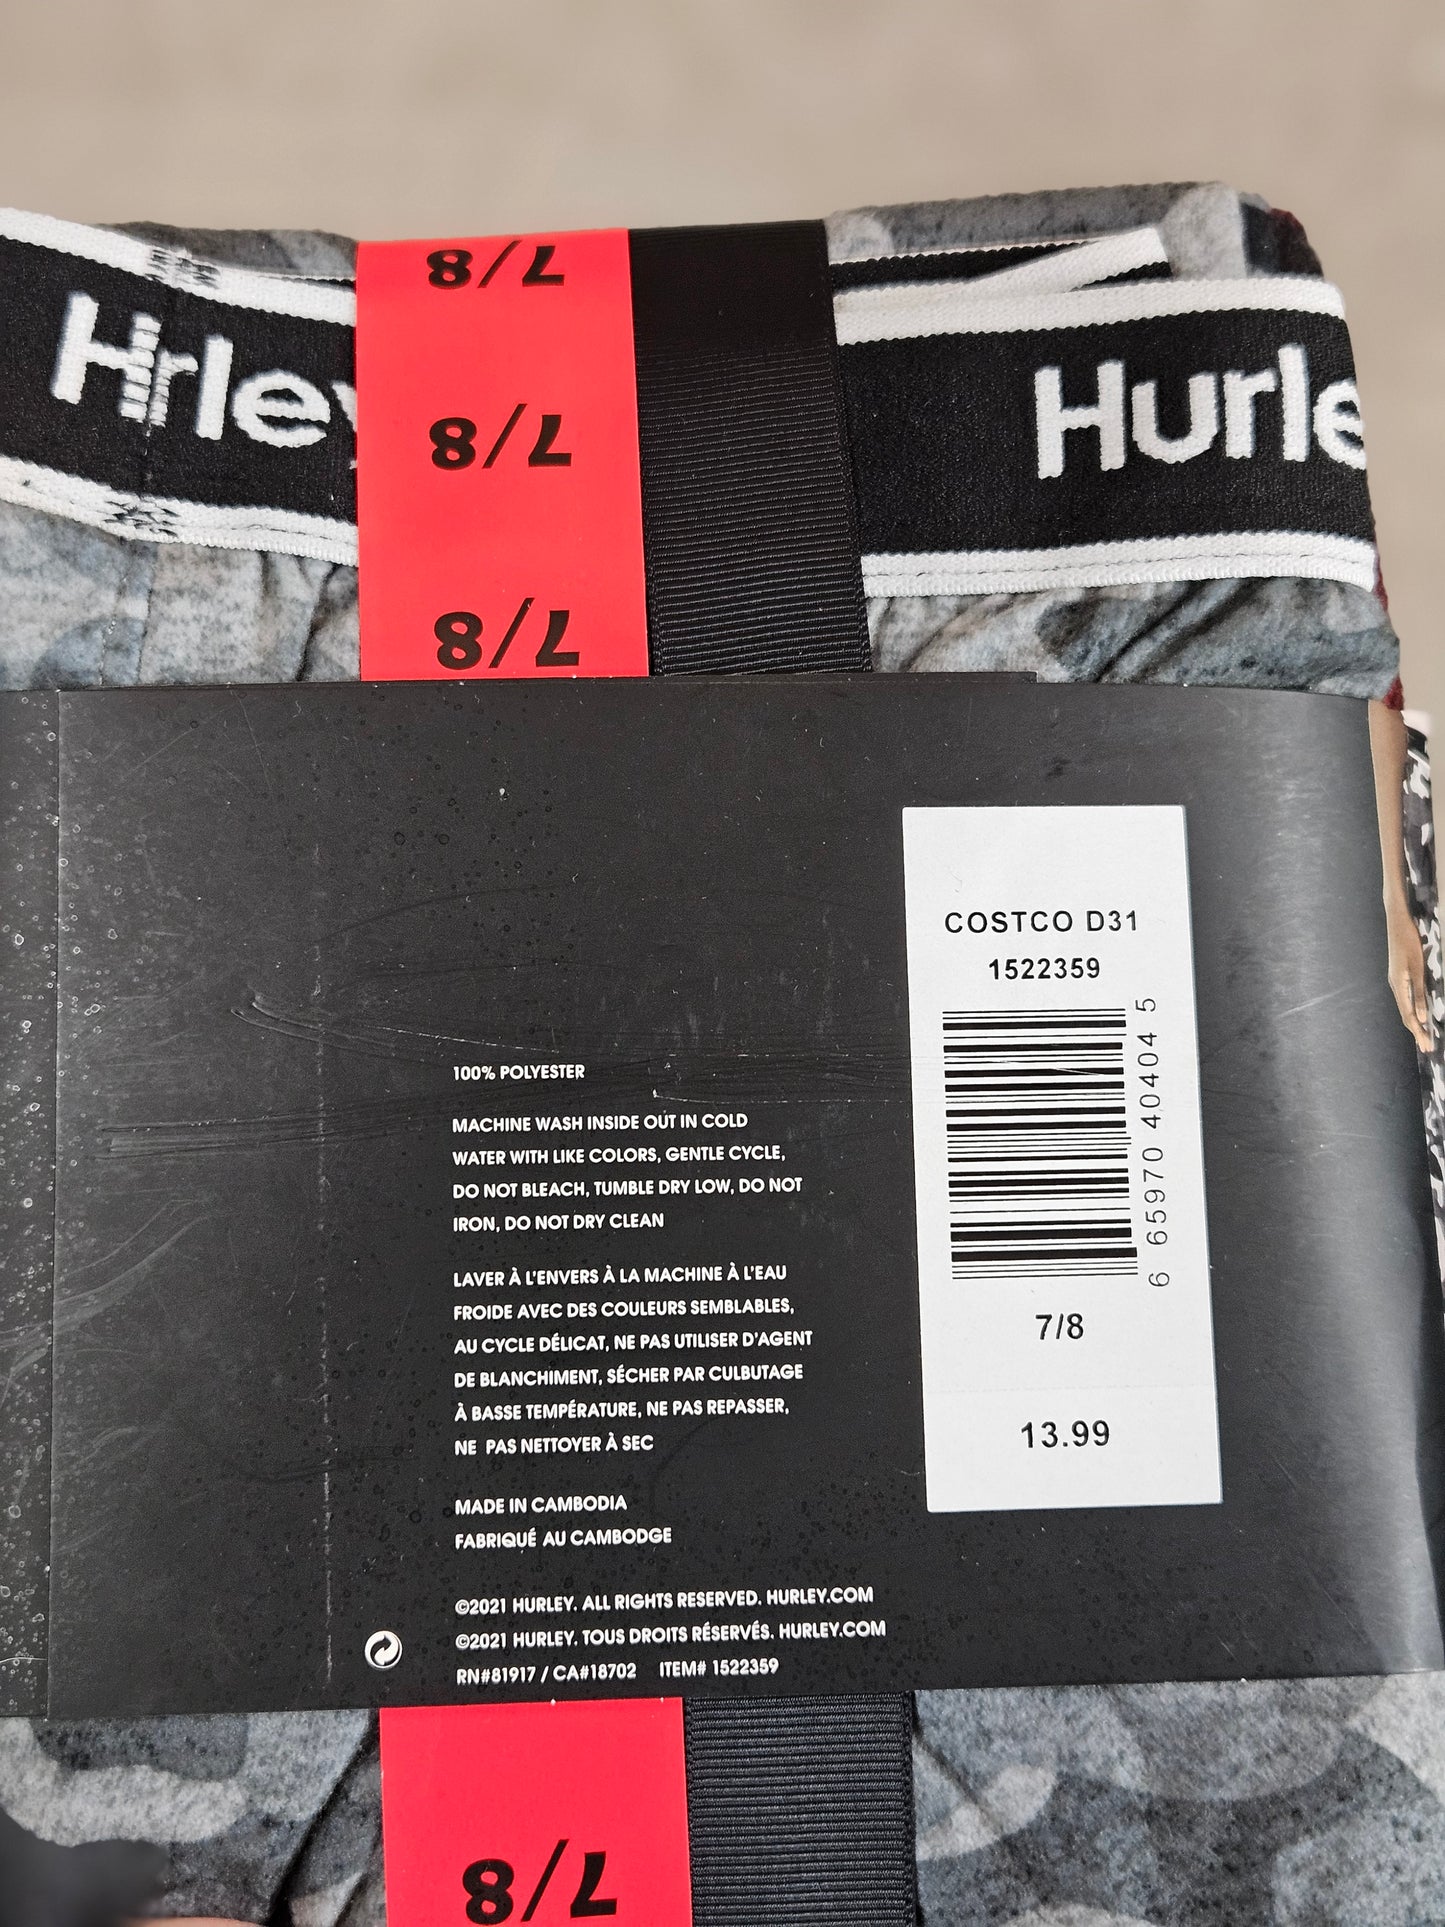 7/8
Hrley
Hurle
7/8
7/8
COSTCO D31
1522359
6 65970 40404 5
7/8
13.99
100% POLYESTER
MACHINE WASH INSIDE OUT IN COLD
WATER WITH LIKE COLORS, GENTLE CYCLE,
DO NOT BLEACH, TUMBLE DRY LOW, DO NOT
IRON, DO NOT DRY CLEAN
LAVER À L'ENVERS À LA MACHINE À L'EAU
FROIDE AVEC DES COULEURS SEMBLABLES,
AU CYCLE DÉLICAT, NE PAS UTILISER D'AGENT
DE BLANCHIMENT, SÉCHER PAR CULBUTAGE
À BASSE TEMPÉRATURE, NE PAS REPASSER,
NE PAS NETTOYER À SEC
MADE IN CAMBODIA
FABRIQUÉ AU CAMBODGE
©2021 HURLEY. ALL RIGHTS RESERVED. HURLEY.COM
©2021 HURLEY. TOUS DROITS RÉSERVÉS. HURLEY.COM
RN#81917 / CA#18702 ITEM# 1522359
7/8